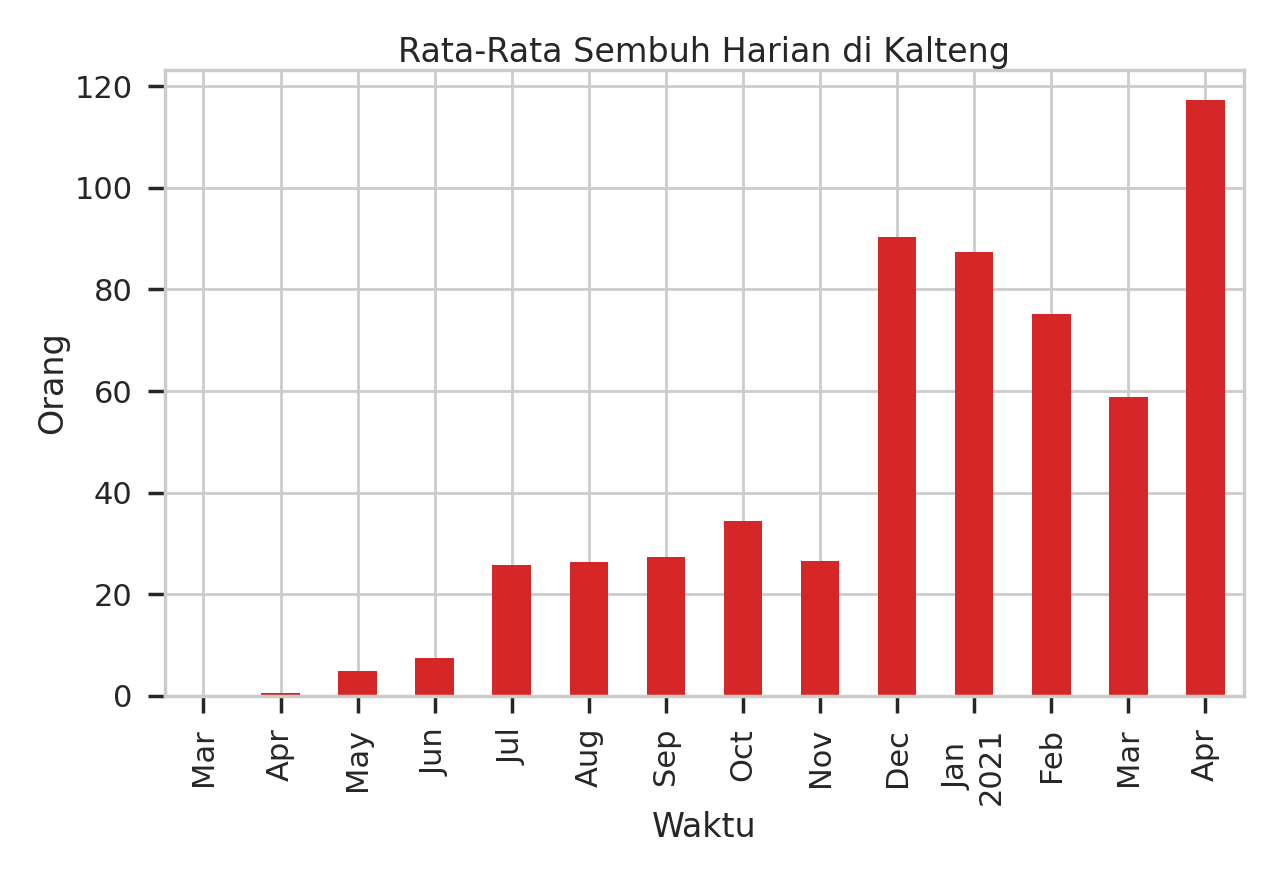 Rata-Rata Sembuh Harian di Kalteng
120
100
80
60
40
20
0
Orang
Mar
Apr
May
Jun
Jul
Aug
Sep
Oct
Nov
Dec
Jan
2021
Feb
Mar
Apr
Waktu